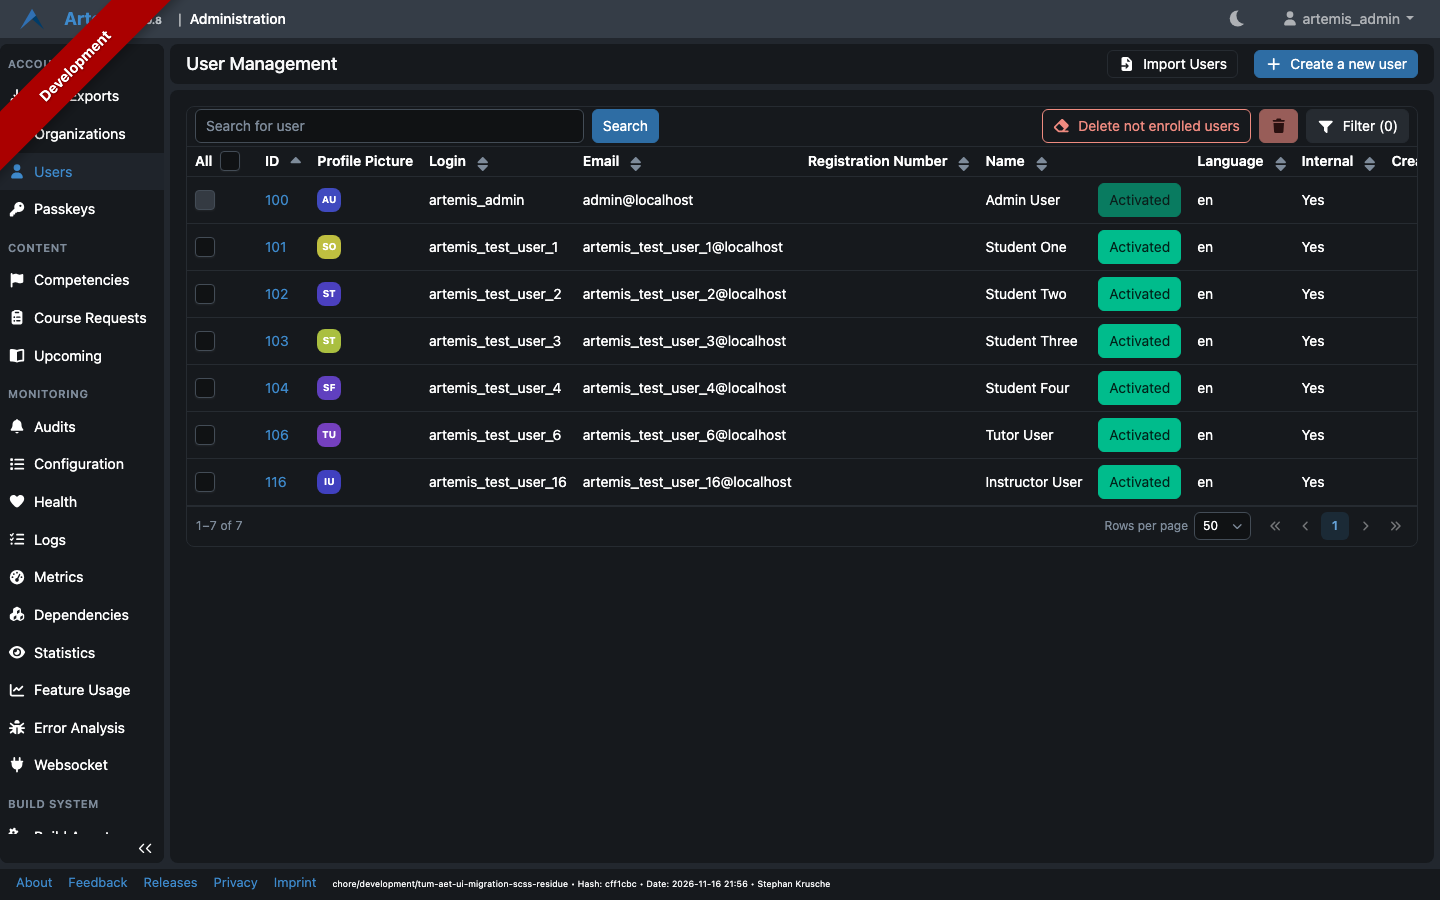 Development
Administration
artemis_admin
Organizations
Users
Passkeys
CONTENT
Competencies
Course Requests
Upcoming
MONITORING
Audits
Configuration
Health
Logs
Metrics
Dependencies
Statistics
Feature Usage
Error Analysis
Websocket
BUILD SYSTEM
User Management
Import Users
Create a new user
Search for user
Search
Delete not enrolled users
Filter (0)
All ID Profile Picture Login Email Registration Number Name Language Internal
100 AU artemis_admin admin@localhost Admin User Activated en Yes
101 SO artemis_test_user_1 artemis_test_user_1@localhost Student One Activated en Yes
102 ST artemis_test_user_2 artemis_test_user_2@localhost Student Two Activated en Yes
103 ST artemis_test_user_3 artemis_test_user_3@localhost Student Three Activated en Yes
104 SF artemis_test_user_4 artemis_test_user_4@localhost Student Four Activated en Yes
106 TU artemis_test_user_6 artemis_test_user_6@localhost Tutor User Activated en Yes
116 IU artemis_test_user_16 artemis_test_user_16@localhost Instructor User Activated en Yes
1–7 of 7
Rows per page 50 1
About Feedback Releases Privacy Imprint
chore/development/tum-aet-ui-migration-scss-residue • Hash: cff1cbc • Date: 2026-11-16 21:56 • Stephan Krusche